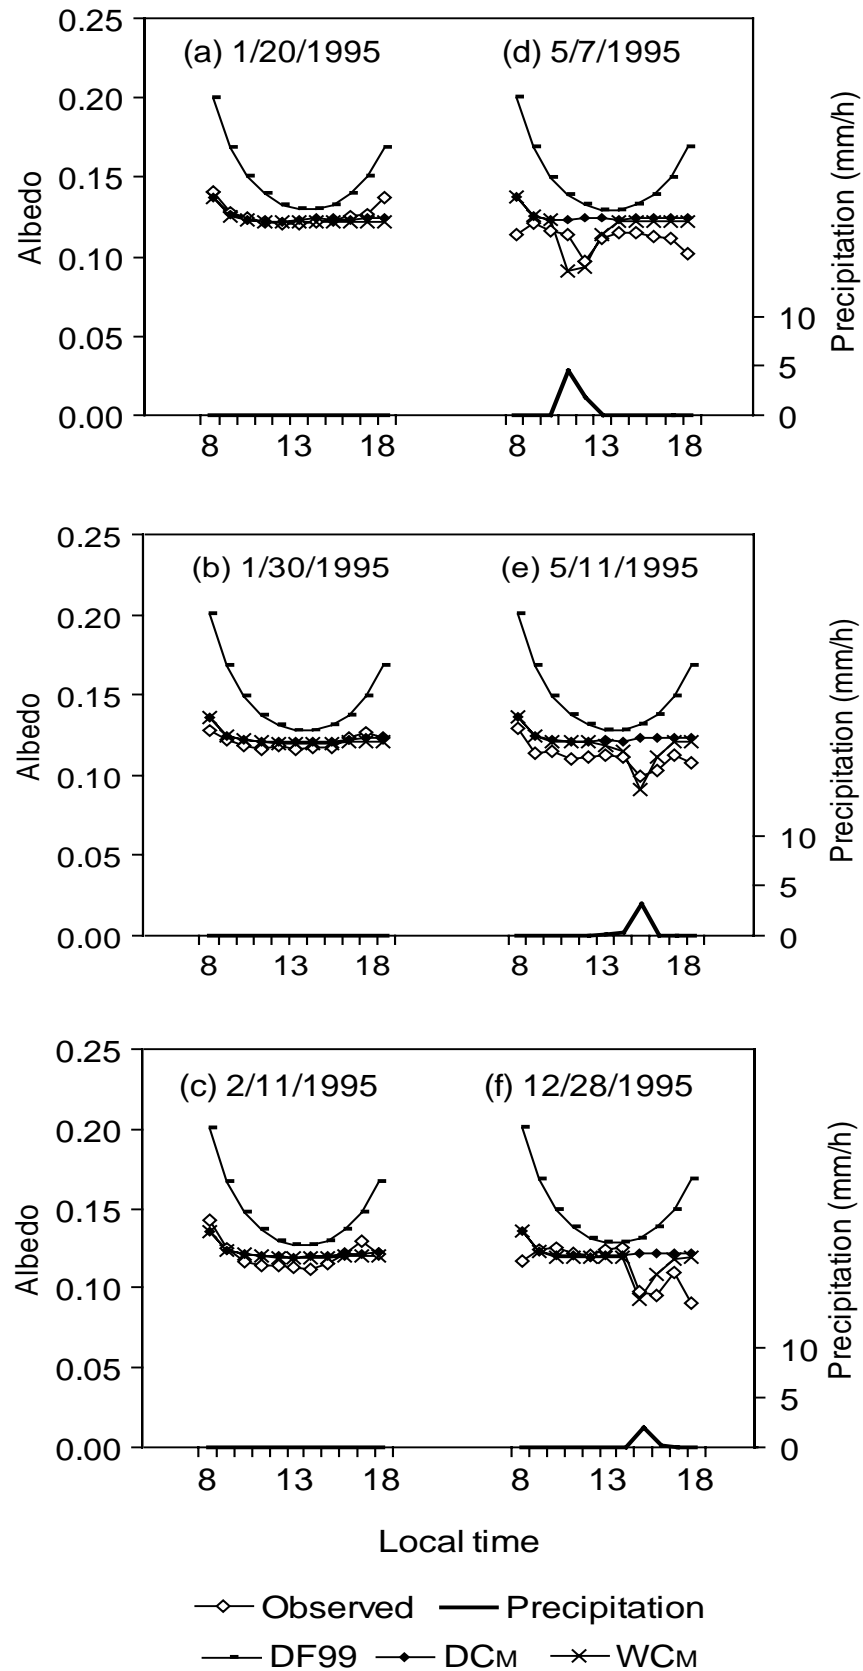 0.25
(a) 1/20/1995 (d) 5/7/1995
0.20
0.15
0.10
0.05
0.00
Albedo
10
5
0
Precipitation (mm/h)
8 13 18 8 13 18
0.25
(b) 1/30/1995 (e) 5/11/1995
0.20
0.15
0.10
0.05
0.00
Albedo
10
5
0
Precipitation (mm/h)
8 13 18 8 13 18
0.25
(c) 2/11/1995 (f) 12/28/1995
0.20
0.15
0.10
0.05
0.00
Albedo
10
5
0
Precipitation (mm/h)
8 13 18 8 13 18
Local time
Observed Precipitation
DF99 DCM WCM